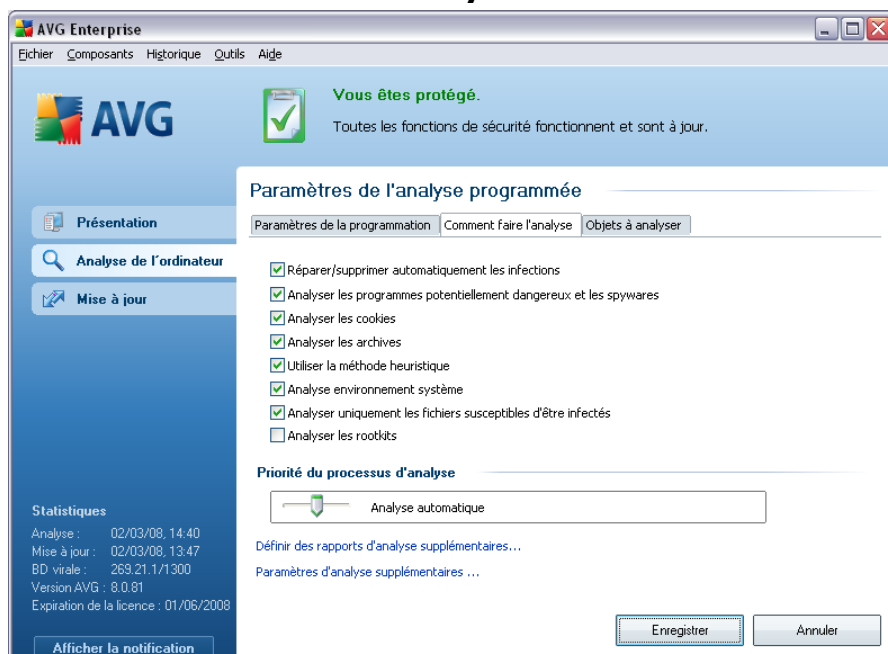 AVG Enterprise
Fichier Composants Historique Outils Aide
AVG
Vous êtes protégé.
Toutes les fonctions de sécurité fonctionnent et sont à jour.
Présentation
Analyse de l'ordinateur
Mise à jour
Paramètres de l'analyse programmée
Paramètres de la programmation Comment faire l'analyse Objets à analyser
Réparer/supprimer automatiquement les infections
Analyser les programmes potentiellement dangereux et les spywares
Analyser les cookies
Analyser les archives
Utiliser la méthode heuristique
Analyse environnement système
Analyser uniquement les fichiers susceptibles d'être infectés
Analyser les rootkits
Priorité du processus d'analyse
Analyse automatique
Définir des rapports d'analyse supplémentaires...
Paramètres d'analyse supplémentaires ...
Statistiques
Analyse : 02/03/08, 14:40
Mise à jour : 02/03/08, 13:47
BD virale : 269.21.1/1300
Version AVG : 8.0.81
Expiration de la licence : 01/06/2008
Afficher la notification
Enregistrer Annuler